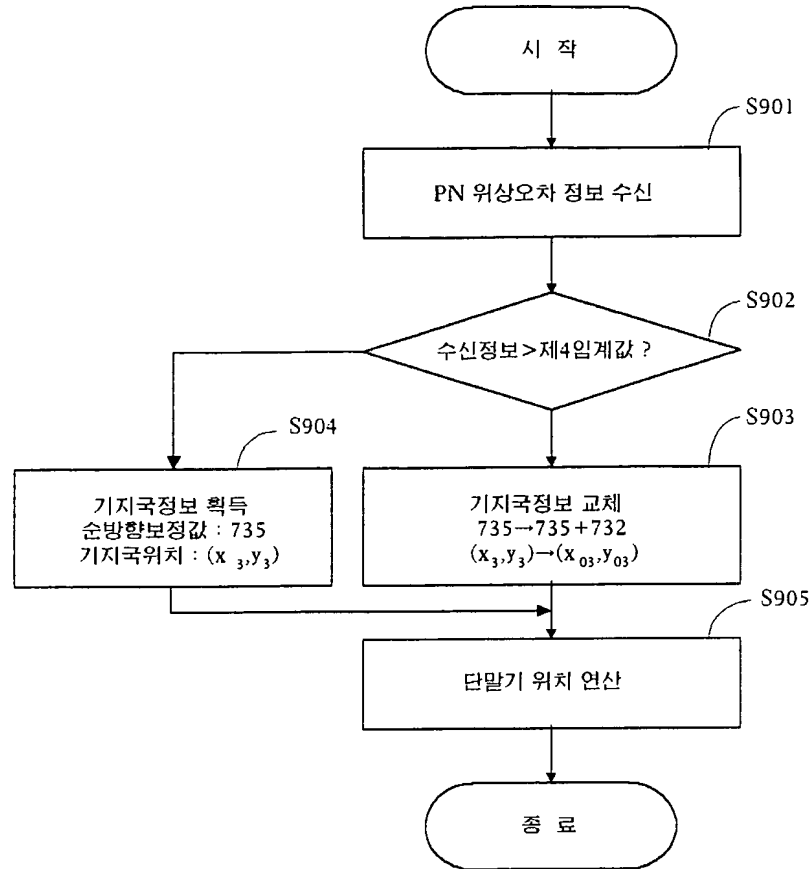 시 작
S901
PN 위상오차 정보 수신
S902
수신정보>제4임계값 ?
S904
기지국정보 획득
순방향보정값 : 735
기지국위치 : (x 3,y3)
S903
기지국정보 교체
735→735+732
(x3,y3)→(x03,y03)
S905
단말기 위치 연산
종 료